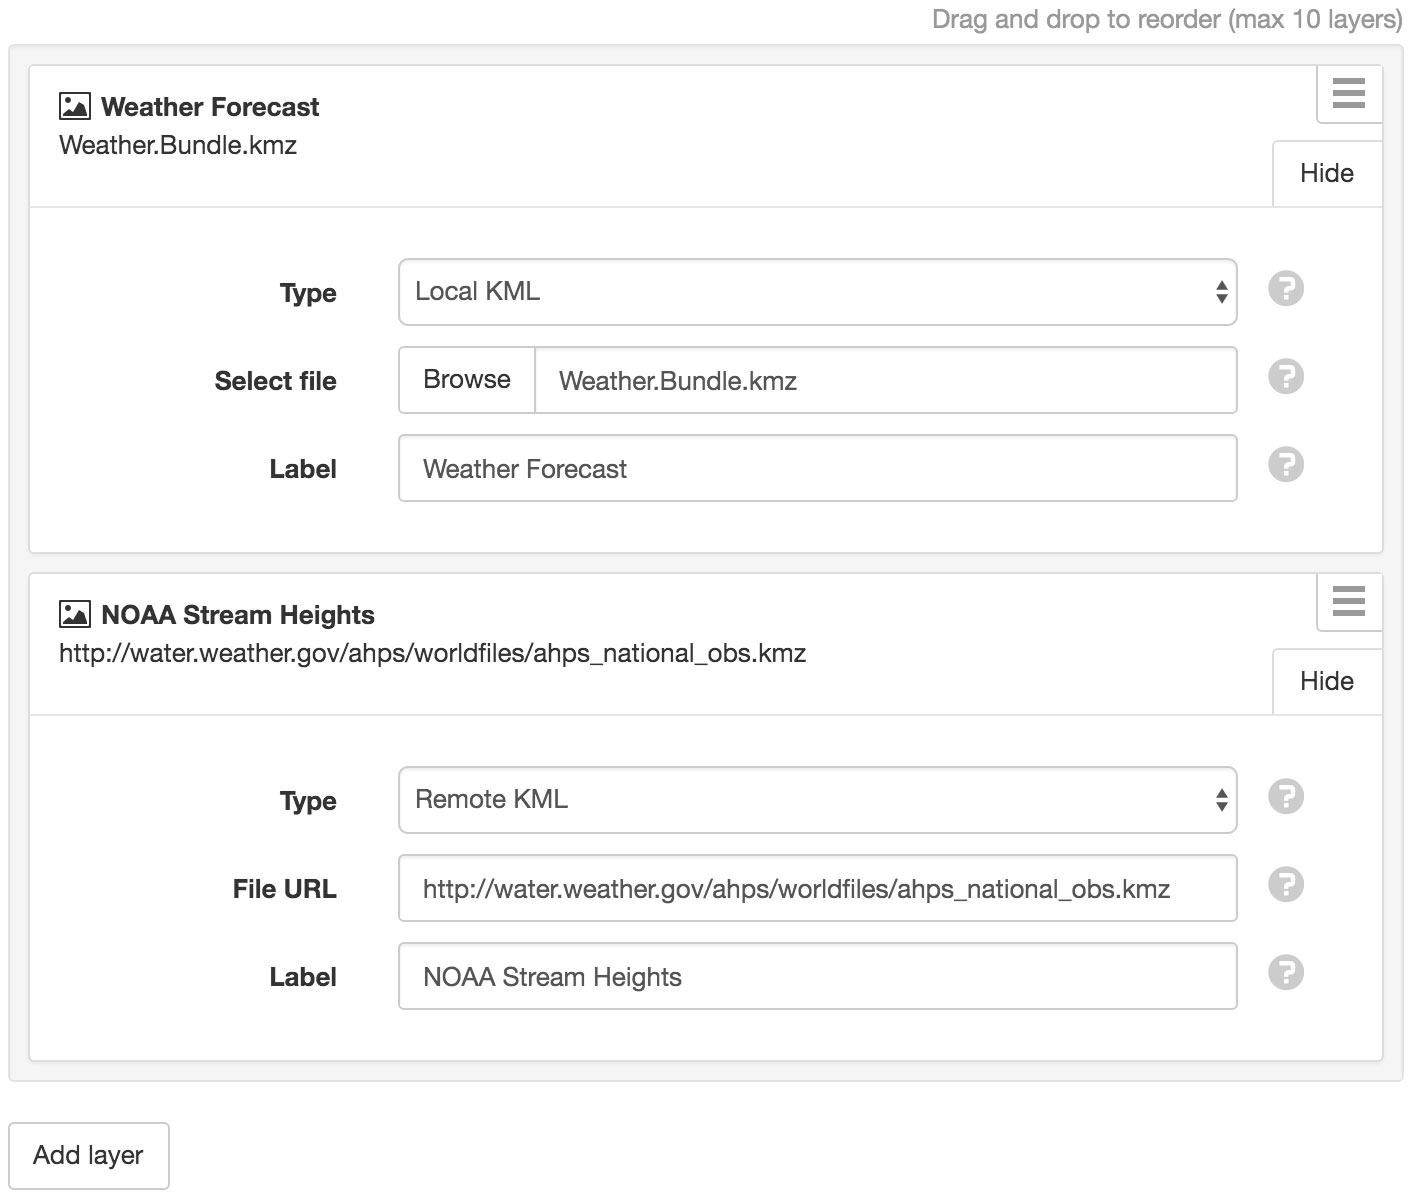 Drag and drop to reorder (max 10 layers)
Weather Forecast
Weather.Bundle.kmz
Hide
Type
Local KML
?
Select file
Browse
Weather.Bundle.kmz
?
Label
Weather Forecast
?
NOAA Stream Heights
http://water.weather.gov/ahps/worldfiles/ahps_national_obs.kmz
Hide
Type
Remote KML
?
File URL
http://water.weather.gov/ahps/worldfiles/ahps_national_obs.kmz
?
Label
NOAA Stream Heights
?
Add layer